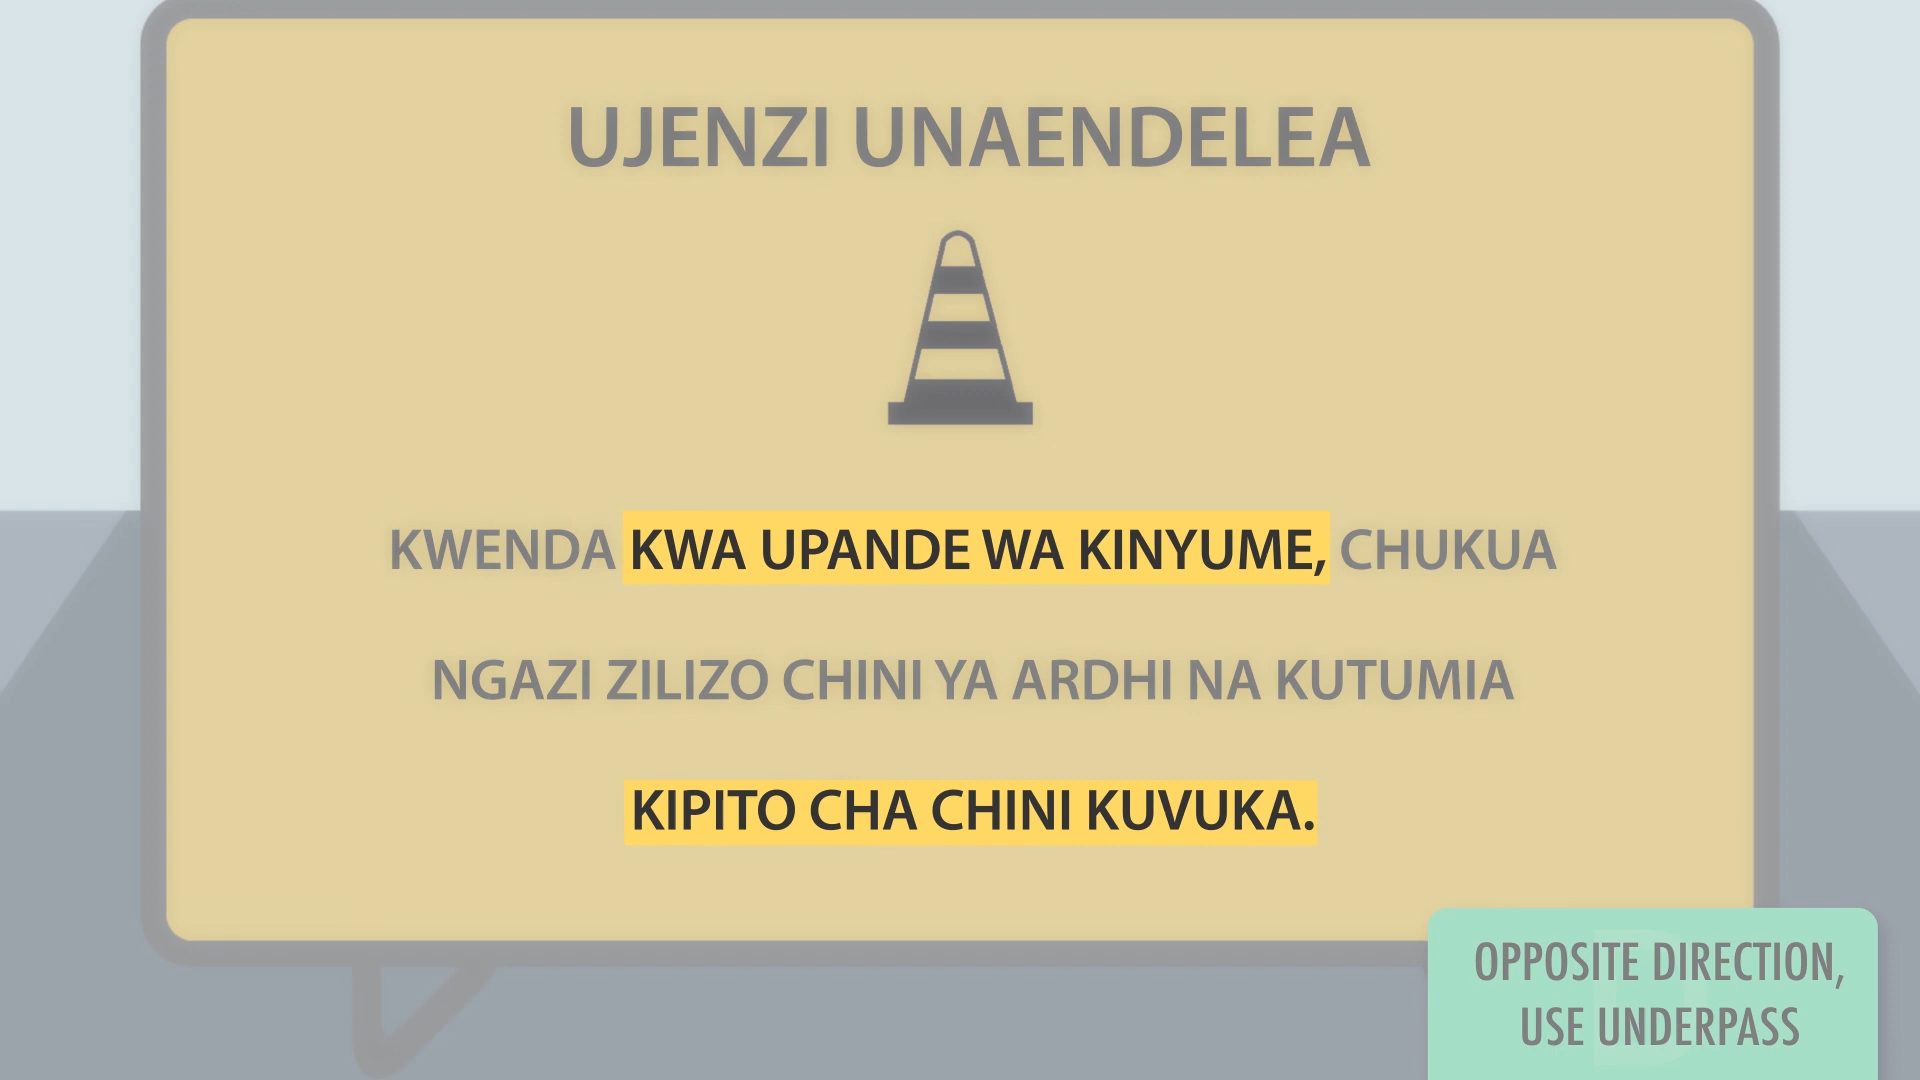 UJENZI UNAENDELEA
KWENDA KWA UPANDE WA KINYUME, CHUKUA
NGAZI ZILIZO CHINI YA ARDHI NA KUTUMIA
KIPITO CHA CHINI KUVUKA.
OPPOSITE DIRECTION,
USE UNDERPASS